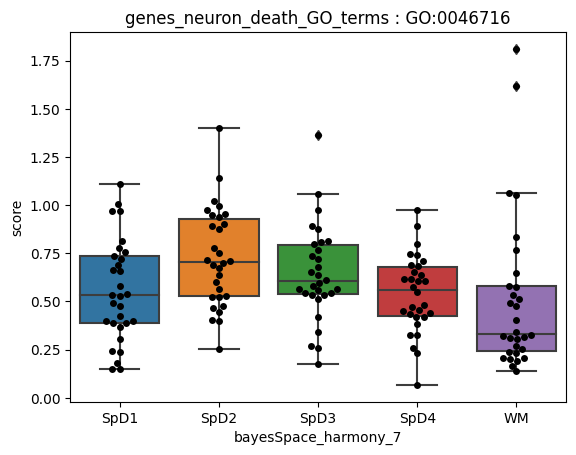 genes_neuron_death_GO_terms : GO:0046716
score
1.75
1.50
1.25
1.00
0.75
0.50
0.25
0.00
SpD1 SpD2 SpD3 SpD4 WM
bayesSpace_harmony_7